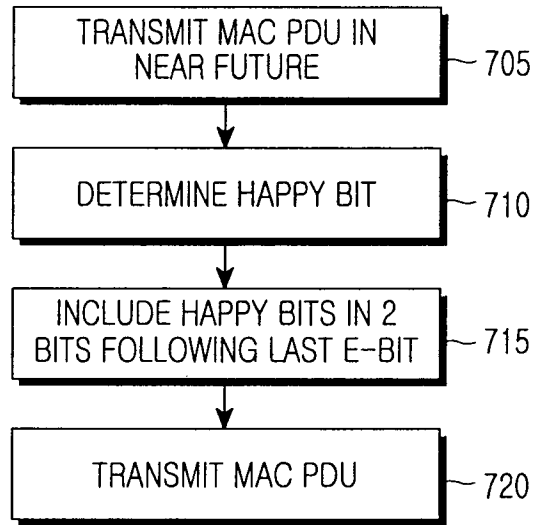 TRANSMIT MAC PDU IN
NEAR FUTURE
705
DETERMINE HAPPY BIT
710
INCLUDE HAPPY BITS IN 2
BITS FOLLOWING LAST E-BIT
715
TRANSMIT MAC PDU
720